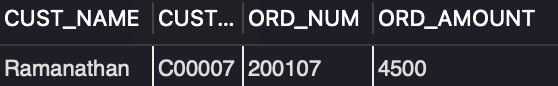 CUST_NAME CUST... ORD_NUM ORD_AMOUNT
Ramanathan C00007 200107 4500